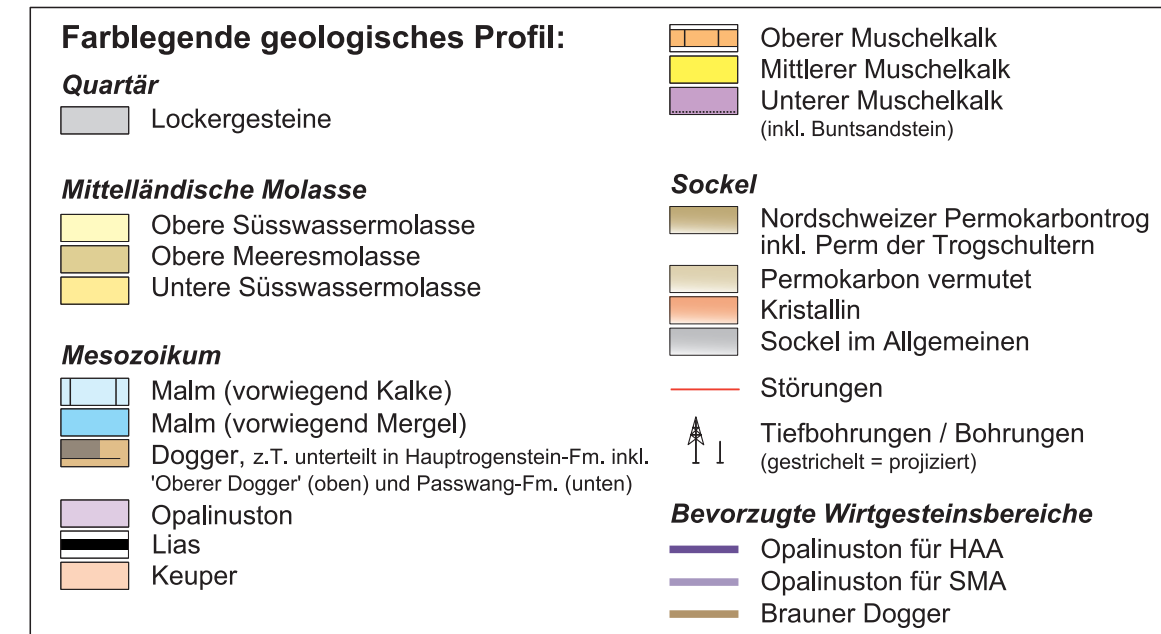 Farblegende geologisches Profil:
Quartär
Lockergesteine
Mittelländische Molasse
Obere Süsswassermolasse
Obere Meeresmolasse
Untere Süsswassermolasse
Mesozoikum
Malm (vorwiegend Kalke)
Malm (vorwiegend Mergel)
Dogger, z.T. unterteilt in Hauptrogenstein-Fm. inkl.
'Oberer Dogger' (oben) und Passwang-Fm. (unten)
Opalinuston
Lias
Keuper
Oberer Muschelkalk
Mittlerer Muschelkalk
Unterer Muschelkalk
(inkl. Buntsandstein)
Sockel
Nordschweizer Permokarbontrog
inkl. Perm der Trogschultern
Permokarbon vermutet
Kristallin
Sockel im Allgemeinen
Störungen
Tiefbohrungen / Bohrungen
(gestrichelt = projiziert)
Bevorzugte Wirtgesteinsbereiche
Opalinuston für HAA
Opalinuston für SMA
Brauner Dogger